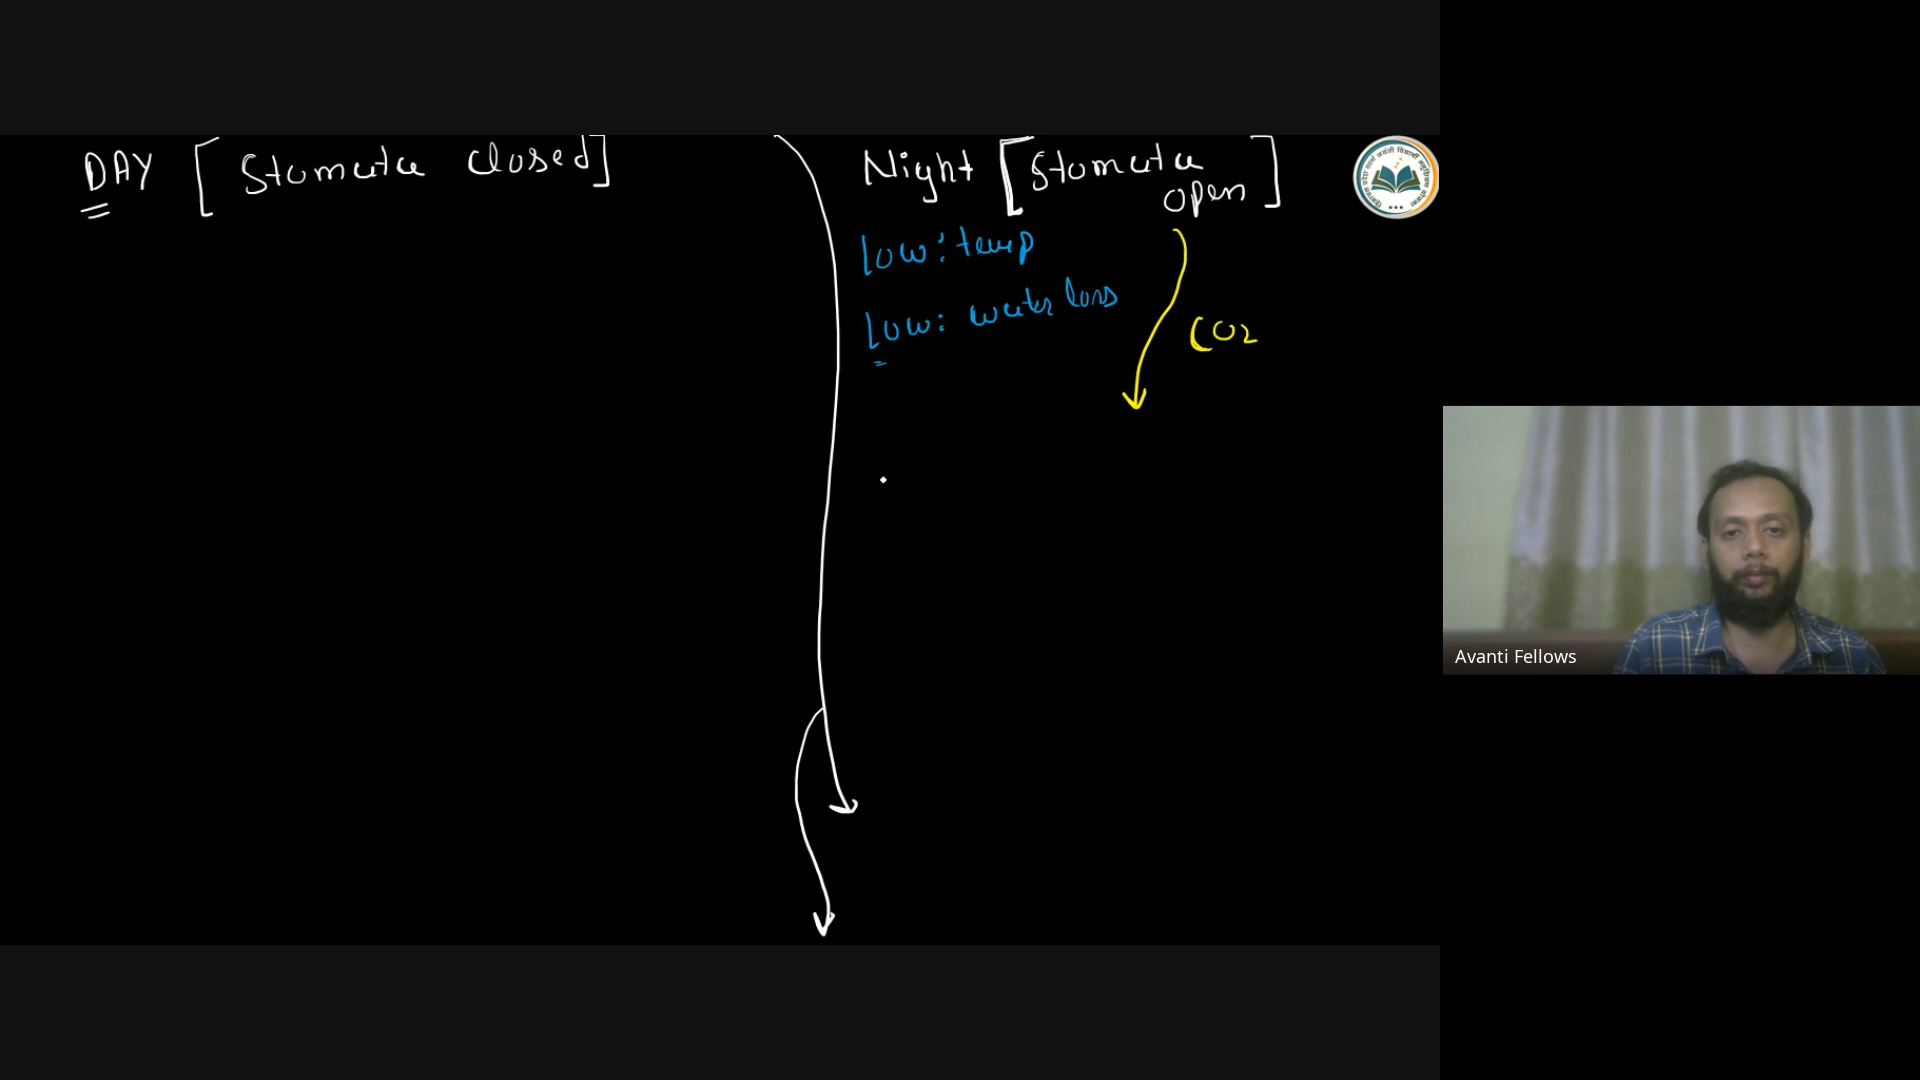 DAY [Stomata closed]
Night [Stomata open]
low: temp
low: water loss
CO2
Avanti Fellows